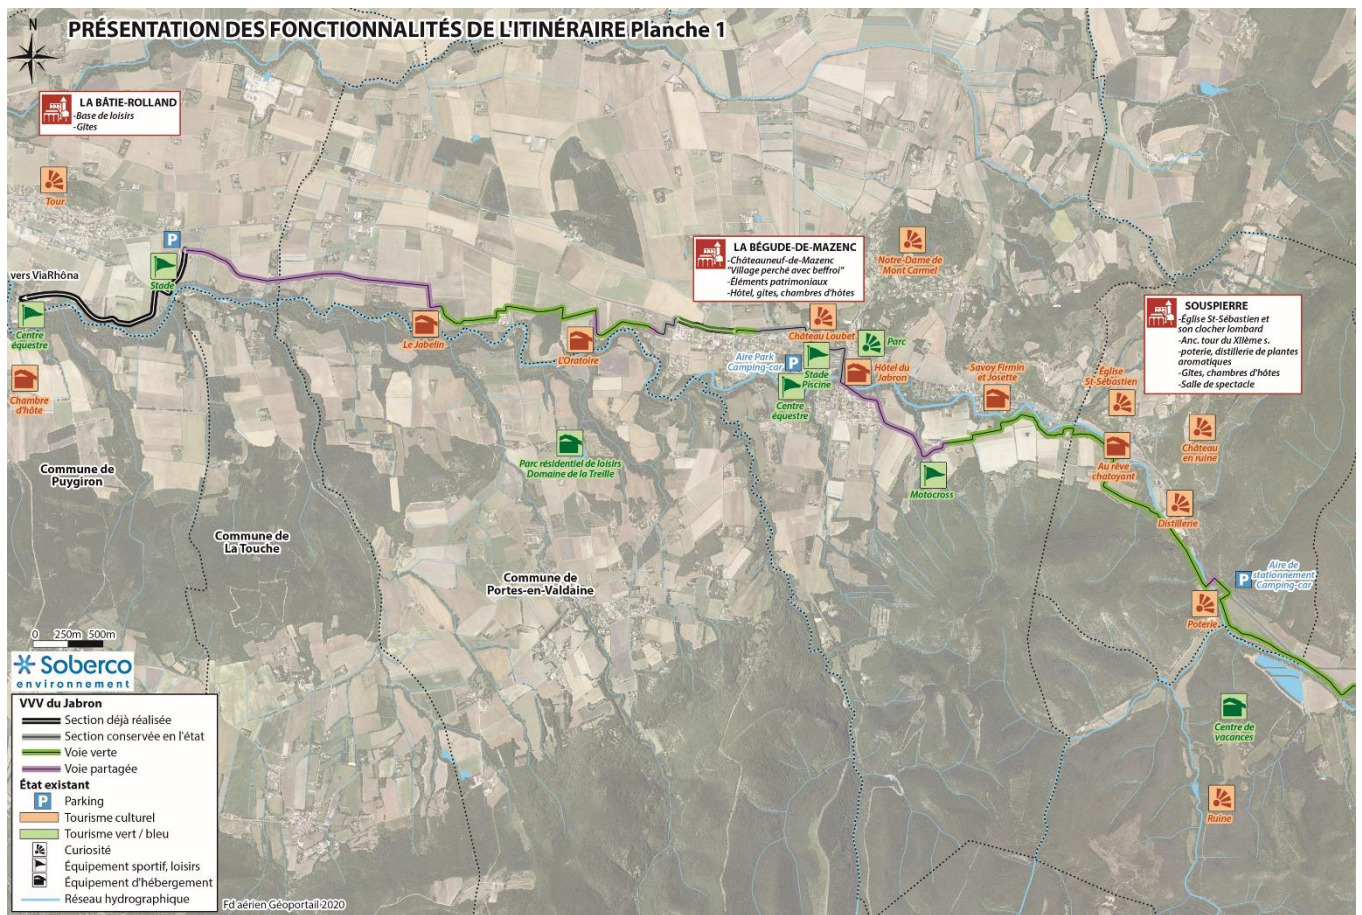 PRÉSENTATION DES FONCTIONNALITÉS DE L'ITINÉRAIRE Planche 1
N
LA BÂTIE-ROLLAND
-Base de loisirs
-Gîtes
Tour
P
vers ViaRhôna
Stade
Centre
équestre
Chambre
d'hôte
Le Jabelin
L'Oratoire
LA BÉGUDE-DE-MAZENC
-Châteauneuf-de-Mazenc
"Village perché avec beffroi"
-Éléments patrimoniaux
-Hôtel, gîtes, chambres d'hôtes
Notre-Dame de
Mont Carmel
Château Loubet
Parc
Aire Park
Camping-car
P
Stade
Piscine
Hôtel du
Jabron
Centre
équestre
Savoy Firmin
et Josette
SOUSPIERRE
-Église St-Sébastien et
son clocher lombard
-Anc. tour du XIIème s.
-poterie, distillerie de plantes
aromatiques
-Gîtes, chambres d'hôtes
-Salle de spectacle
Église
St-Sébastien
Château
en ruine
Au rêve
chatoyant
Motocross
Distillerie
Parc résidentiel de loisirs
Domaine de la Treille
Commune de
Puygiron
Commune de
La Touche
Commune de
Portes-en-Valdaine
P
Aire de
stationnement
Camping-car
Poterie
Centre de
vacances
Ruine
0 250m 500m
Soberco
environnement
VVV du Jabron
Section déjà réalisée
Section conservée en l'état
Voie verte
Voie partagée
État existant
P Parking
Tourisme culturel
Tourisme vert / bleu
Curiosité
Équipement sportif, loisirs
Équipement d'hébergement
Réseau hydrographique
Fd aérien Géoportail 2020